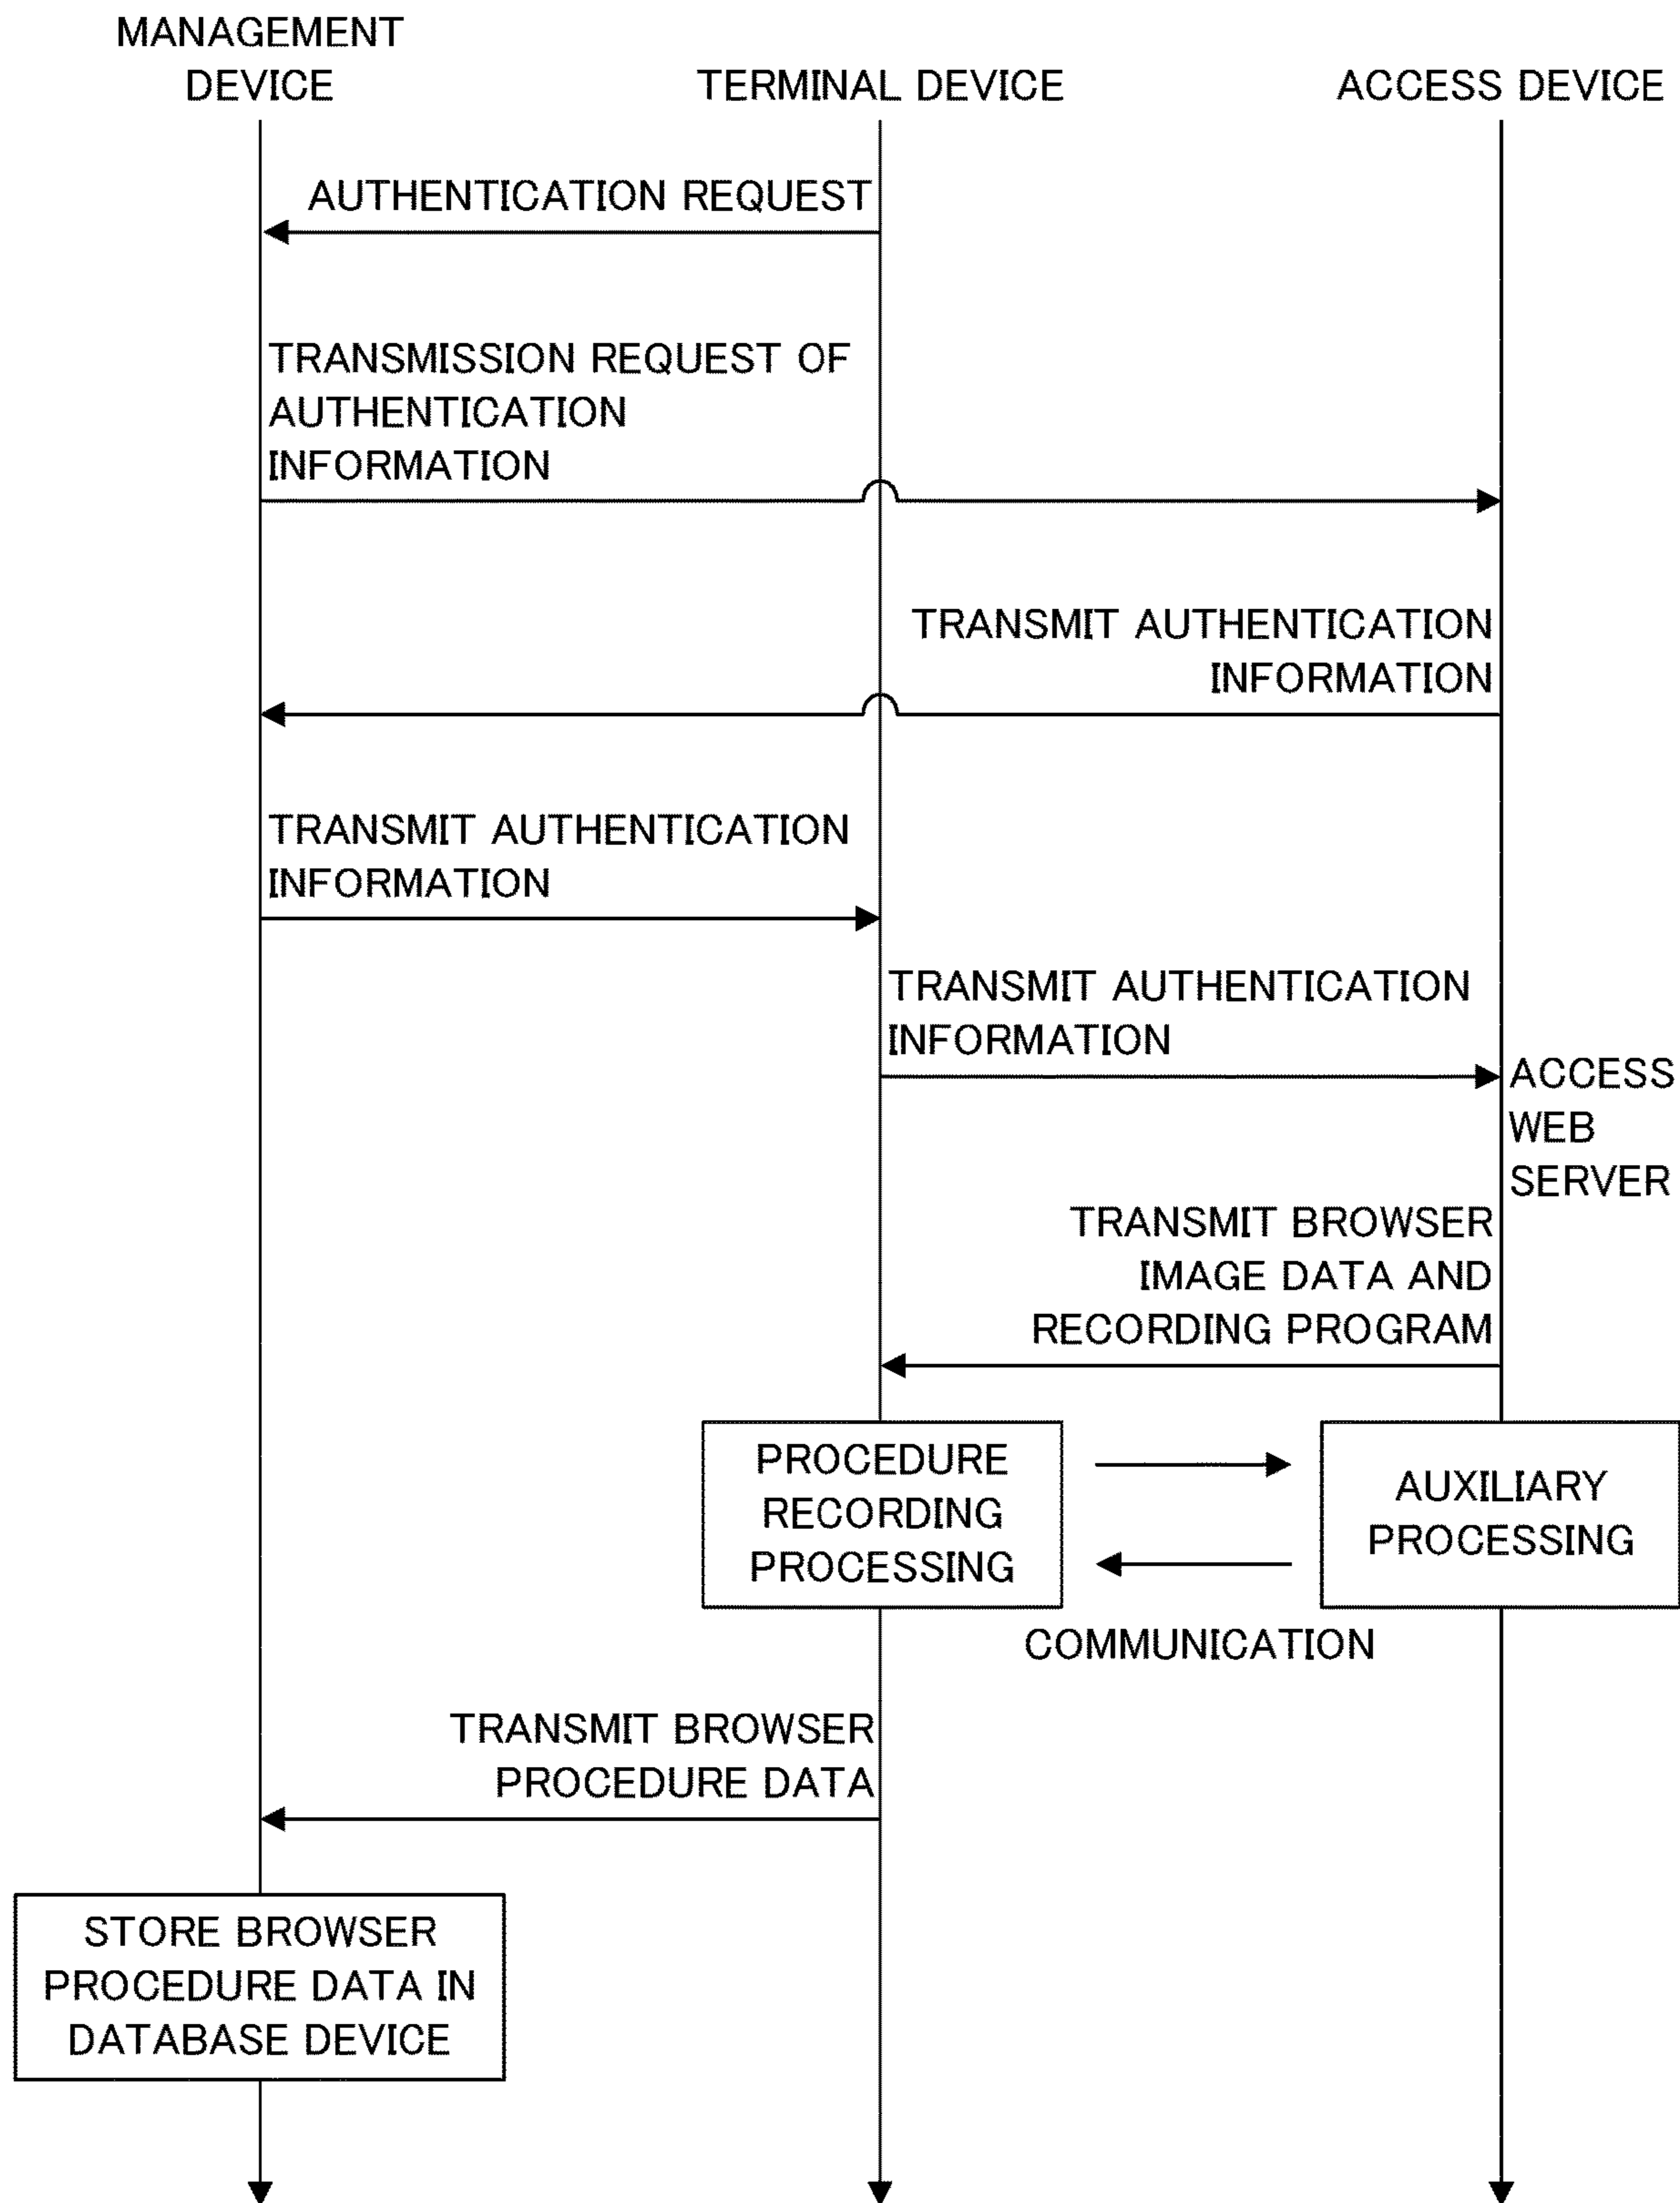 MANAGEMENT
DEVICE
TERMINAL DEVICE
ACCESS DEVICE
AUTHENTICATION REQUEST
TRANSMISSION REQUEST OF
AUTHENTICATION
INFORMATION
TRANSMIT AUTHENTICATION
INFORMATION
TRANSMIT AUTHENTICATION
INFORMATION
TRANSMIT AUTHENTICATION
INFORMATION
ACCESS
WEB
SERVER
TRANSMIT BROWSER
IMAGE DATA AND
RECORDING PROGRAM
PROCEDURE
RECORDING
PROCESSING
AUXILIARY
PROCESSING
COMMUNICATION
TRANSMIT BROWSER
PROCEDURE DATA
STORE BROWSER
PROCEDURE DATA IN
DATABASE DEVICE